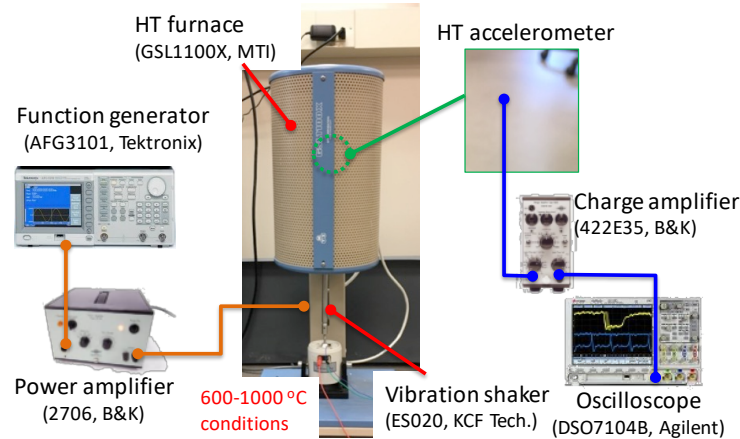 HT furnace
(GSL1100X, MTI)
HT accelerometer
Function generator
(AFG3101, Tektronix)
Charge amplifier
(422E35, B&K)
Power amplifier
(2706, B&K)
600-1000 °C
conditions
Vibration shaker
(ES020, KCF Tech.)
Oscilloscope
(DSO7104B, Agilent)